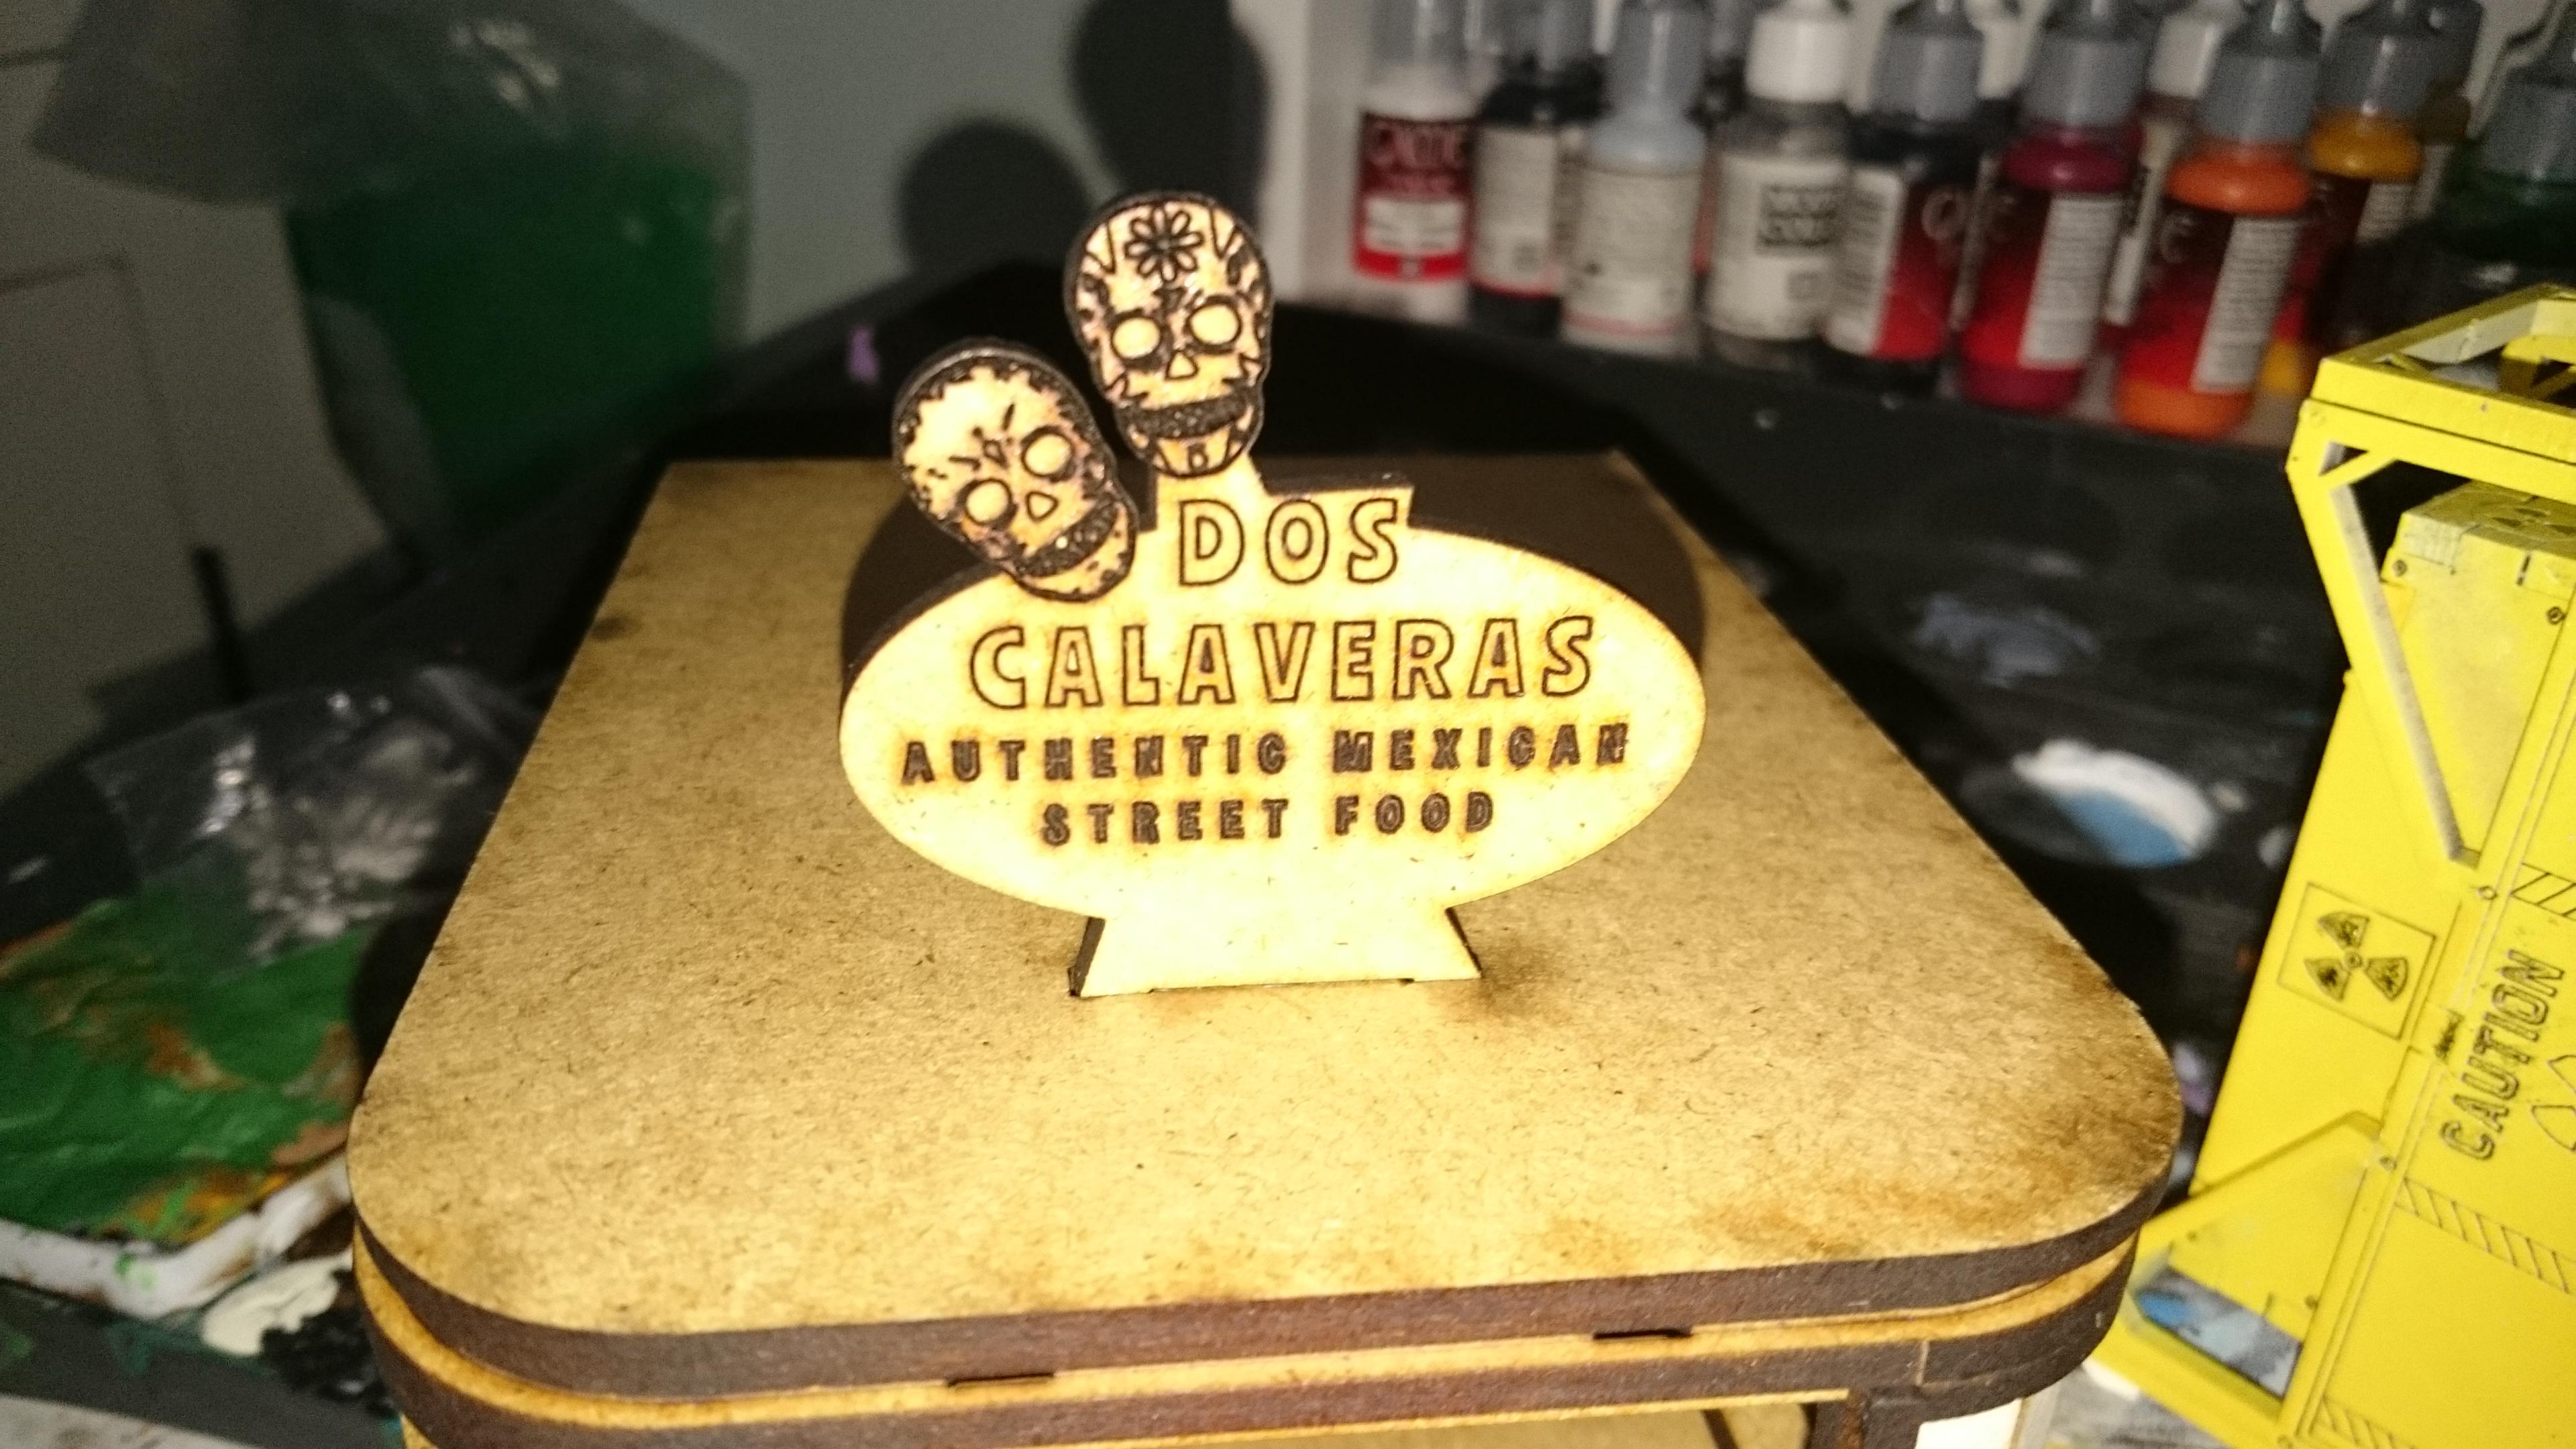 DOS
CALAVERAS
AUTHENTIC MEXICAN
STREET FOOD
CAUTION